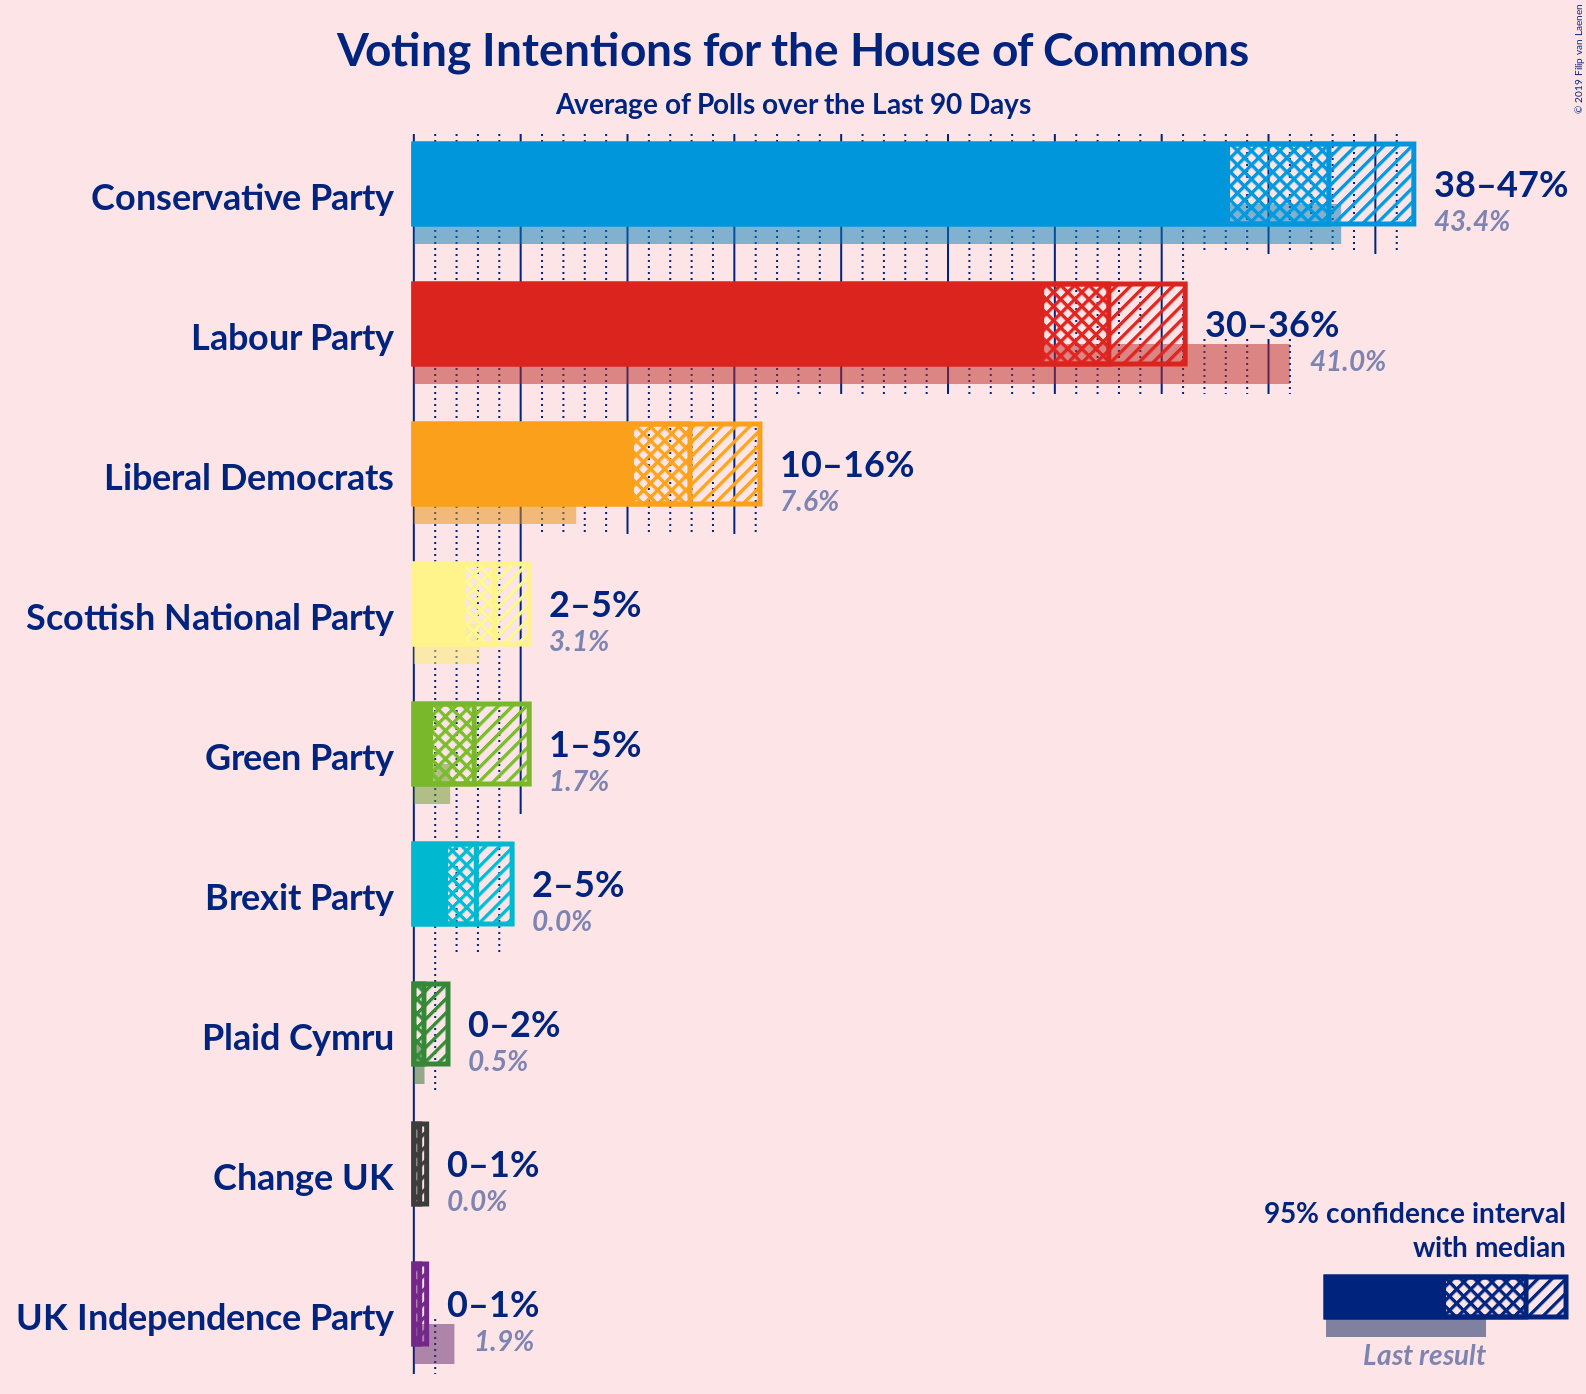 Voting Intentions for the House of Commons
Average of Polls over the Last 90 Days
© 2019 Filip van Laenen
Conservative Party
38–47%
43.4%
Labour Party
30–36%
41.0%
Liberal Democrats
10–16%
7.6%
Scottish National Party
2–5%
3.1%
Green Party
1–5%
1.7%
Brexit Party
2–5%
0.0%
Plaid Cymru
0–2%
0.5%
Change UK
0–1%
0.0%
UK Independence Party
0–1%
1.9%
95% confidence interval
with median
Last result